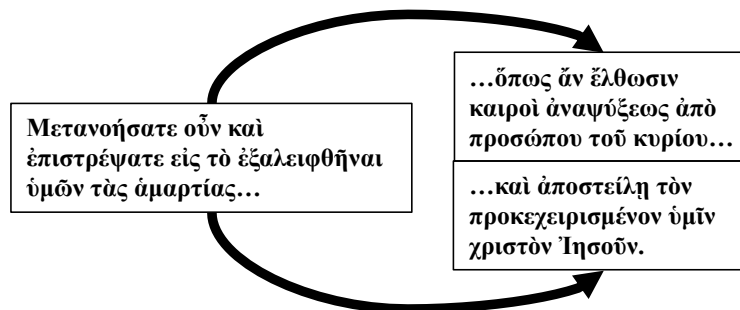 Μετανοήσατε οὖν καὶ
ἐπιστρέψατε εἰς τὸ ἐξαλειφθῆναι
ὑμῶν τὰς ἁμαρτίας…
…ὅπως ἄν ἔλθωσιν
καιροὶ ἀναψύξεως ἀπὸ
προσώπου τοῦ κυρίου…
…καὶ ἀποστείλῃ τὸν
προκεχειρισμένον ὑμῖν
χριστὸν Ἰησοῦν.